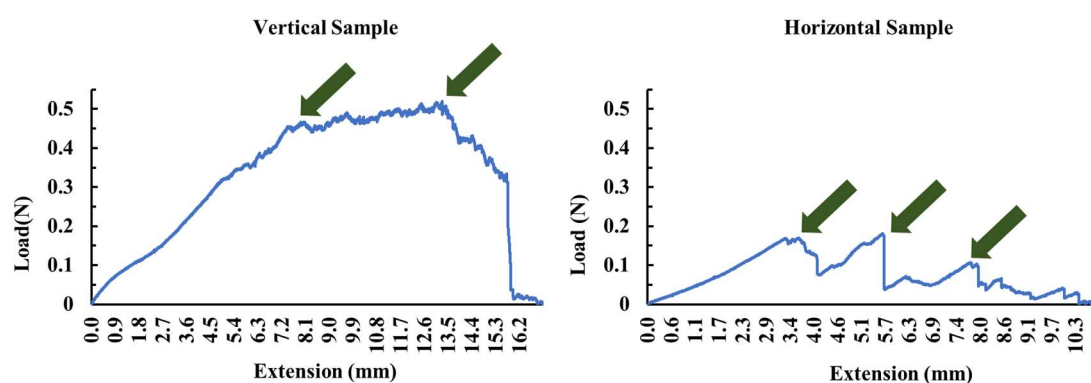 Vertical Sample
Load(N)
0.5
0.4
0.3
0.2
0.1
0
0.0 0.9 1.8 2.7 3.6 4.5 5.4 6.3 7.2 8.1 9.0 9.9 10.8 11.7 12.6 13.5 14.4 15.3 16.2
Extension (mm)
Horizontal Sample
Load (N)
0.5
0.4
0.3
0.2
0.1
0
0.0 0.6 1.1 1.7 2.3 2.9 3.4 4.0 4.6 5.1 5.7 6.3 6.9 7.4 8.0 8.6 9.1 9.7 10.3
Extension (mm)